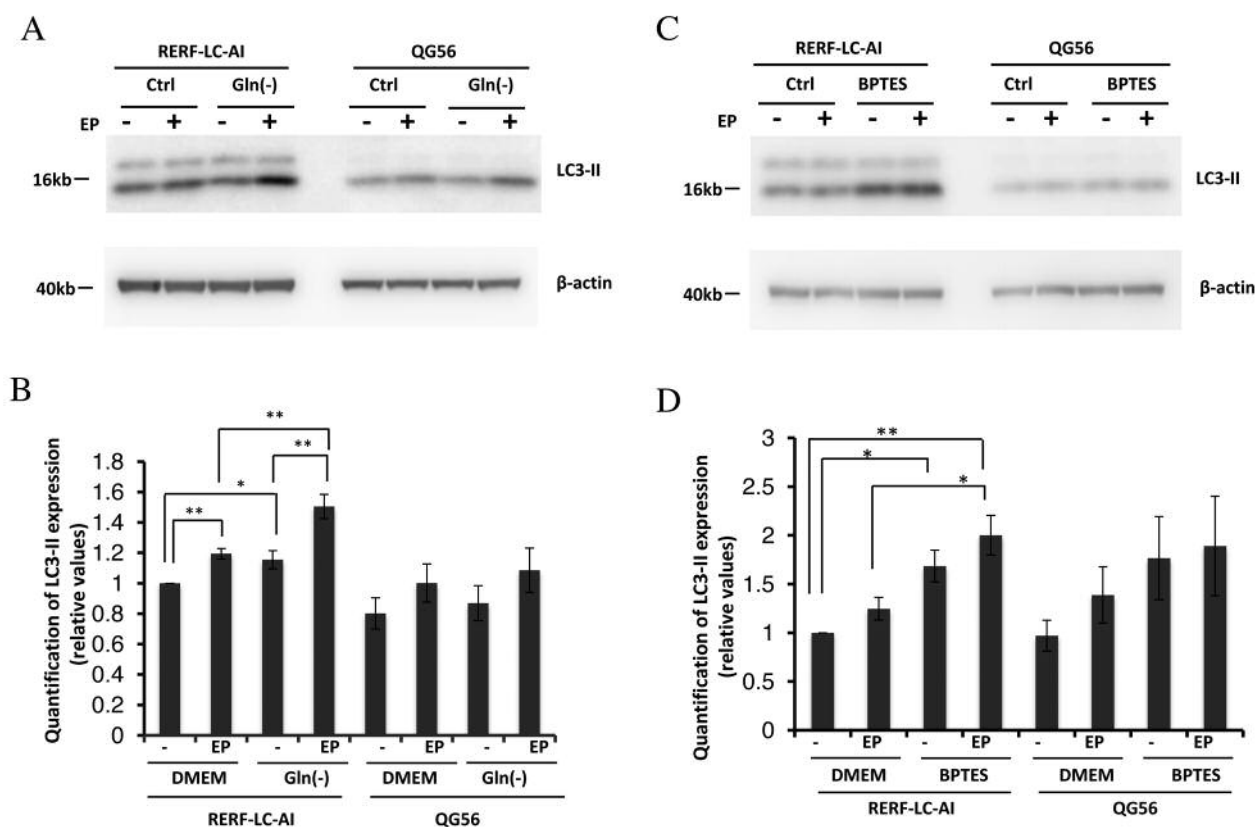 A
RERF-LC-AI QG56
Ctrl Gln(-) Ctrl Gln(-)
EP - + - + - + - +
16kb LC3-II
40kb β-actin
C
RERF-LC-AI QG56
Ctrl BPTES Ctrl BPTES
EP - + - + - + - +
16kb LC3-II
40kb β-actin
B
Quantification of LC3-II expression
(relative values)
1.8
1.6
1.4
1.2
1
0.8
0.6
0.4
0.2
0
** ** * **
- EP - EP - EP - EP
DMEM Gln(-) DMEM Gln(-)
RERF-LC-AI QG56
D
Quantification of LC3-II expression
(relative values)
3
2.5
2
1.5
1
0.5
0
** * *
- EP - EP - EP - EP
DMEM BPTES DMEM BPTES
RERF-LC-AI QG56